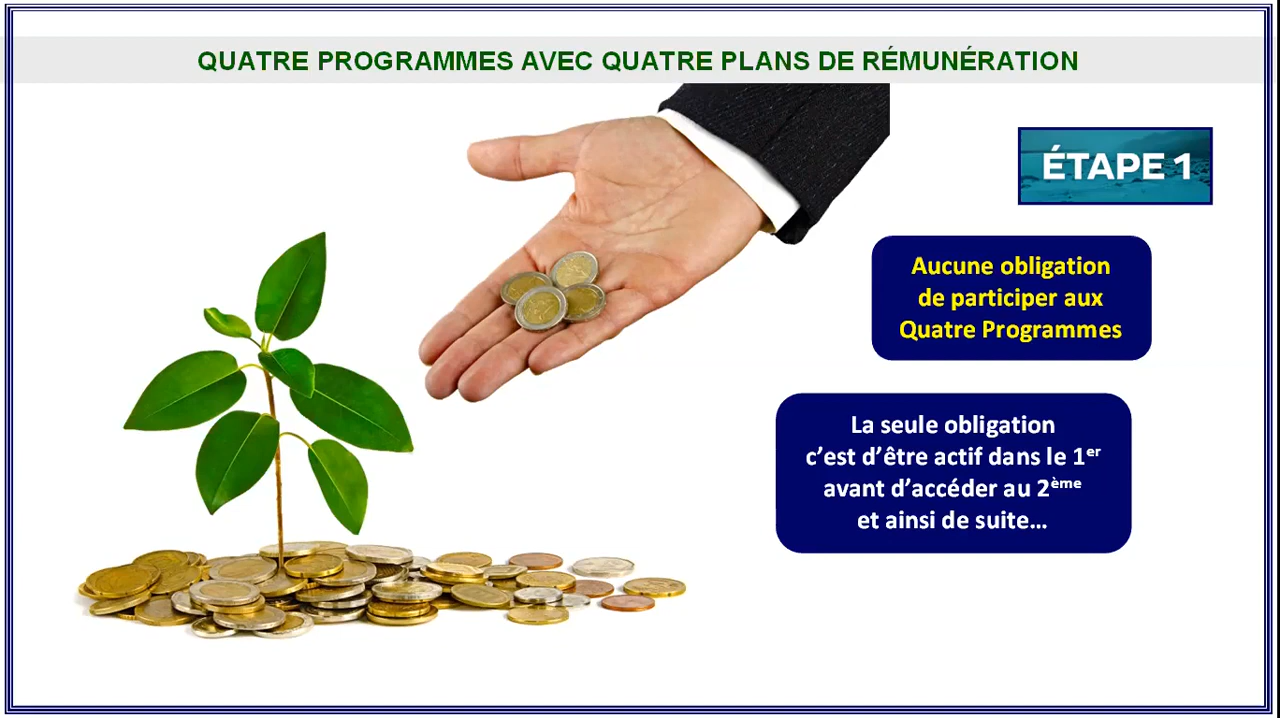 QUATRE PROGRAMMES AVEC QUATRE PLANS DE RÉMUNÉRATION
ÉTAPE 1
Aucune obligation
de participer aux
Quatre Programmes
La seule obligation
c’est d’être actif dans le 1er
avant d’accéder au 2ème
et ainsi de suite…